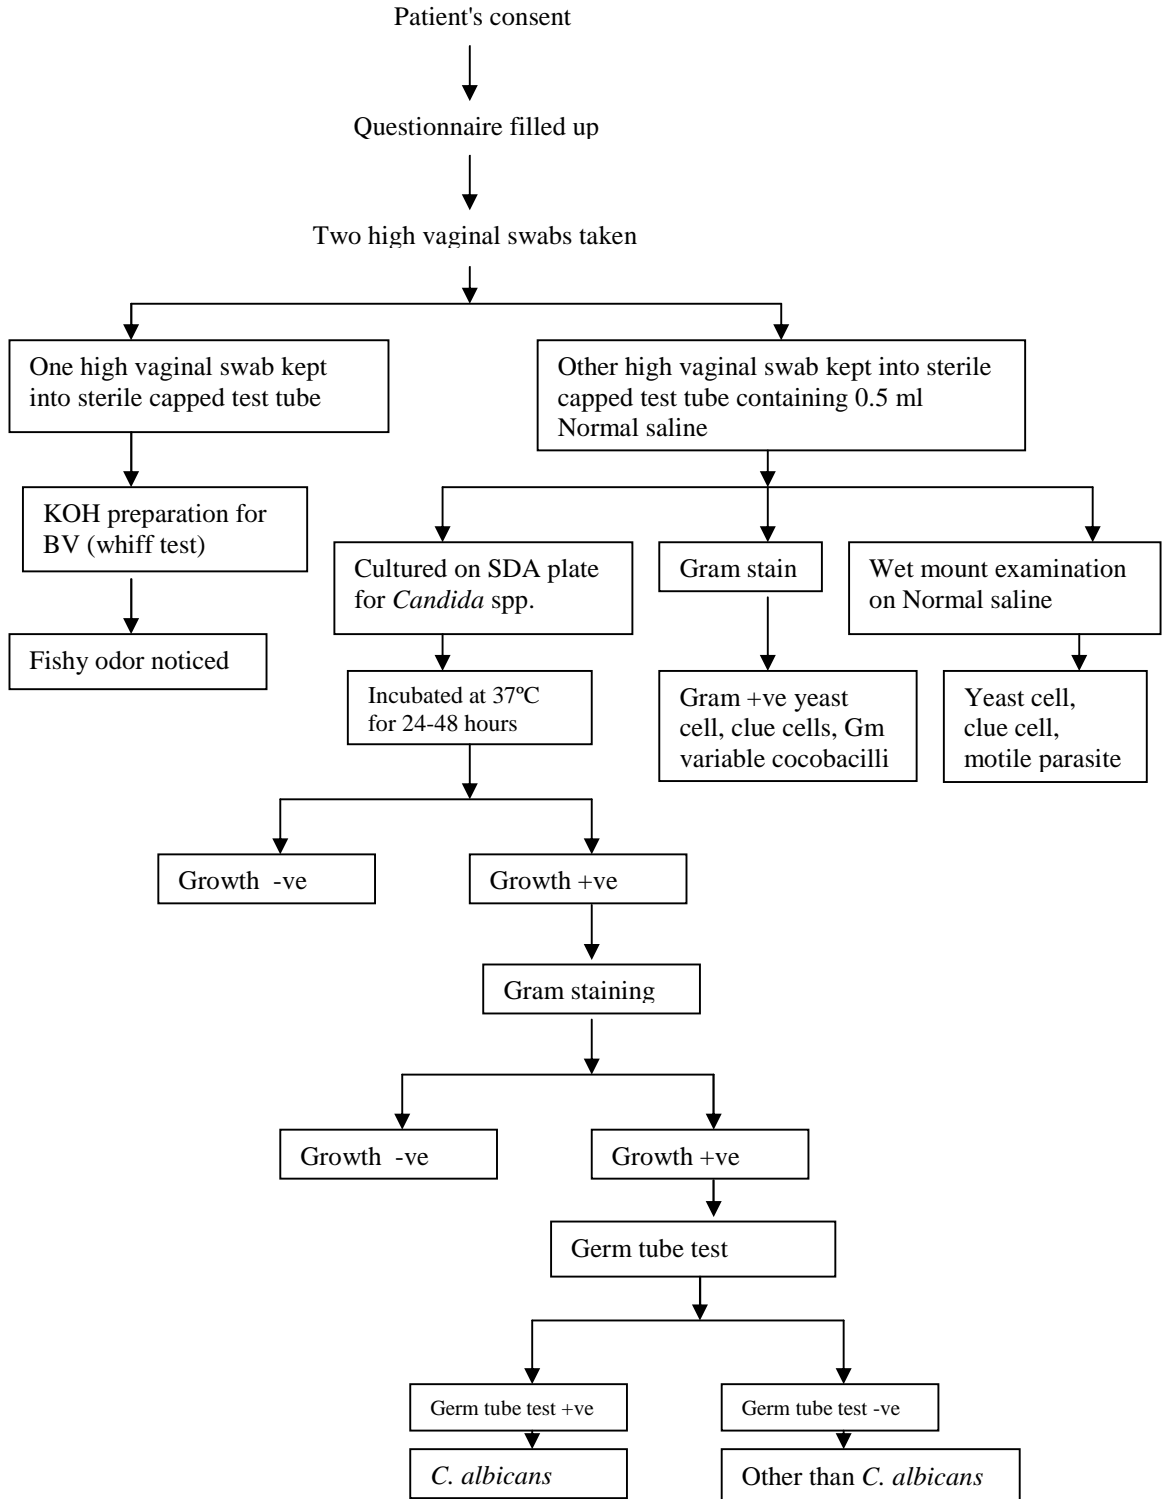 Patient's consent
Questionnaire filled up
Two high vaginal swabs taken
One high vaginal swab kept
into sterile capped test tube
Other high vaginal swab kept into sterile
capped test tube containing 0.5 ml
Normal saline
KOH preparation for
BV (whiff test)
Fishy odor noticed
Cultured on SDA plate
for Candida spp.
Gram stain
Wet mount examination
on Normal saline
Incubated at 37ºC
for 24-48 hours
Gram +ve yeast
cell, clue cells, Gm
variable cocobacilli
Yeast cell,
clue cell,
motile parasite
Growth -ve
Growth +ve
Gram staining
Growth -ve
Growth +ve
Germ tube test
Germ tube test +ve
Germ tube test -ve
C. albicans
Other than C. albicans